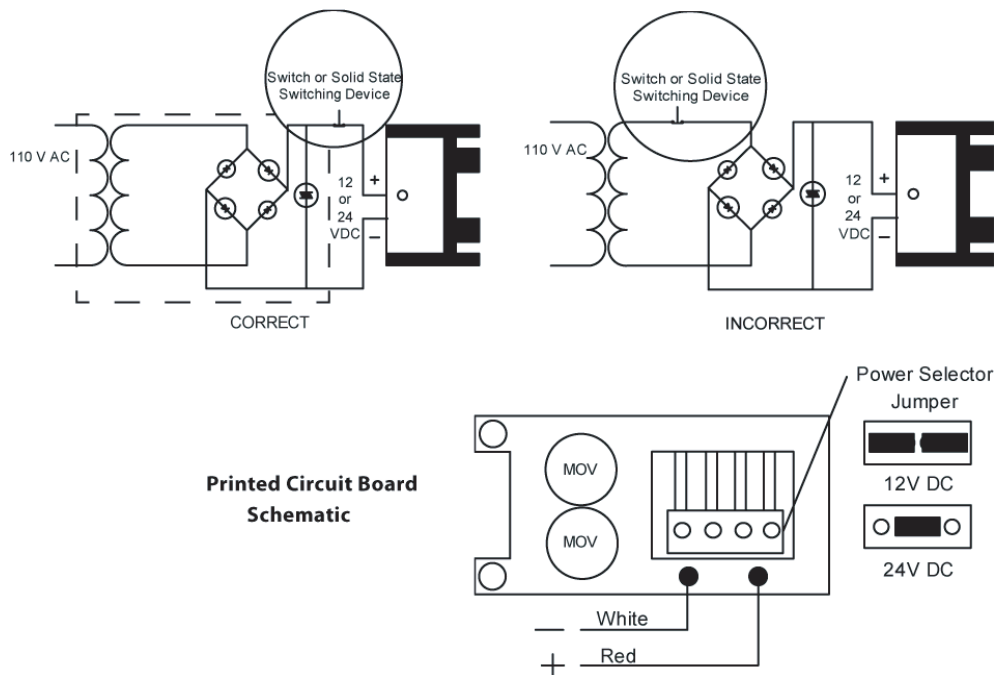 Switch or Solid State
Switching Device
110 V AC
+
12
or
24
VDC
–
CORRECT
Switch or Solid State
Switching Device
110 V AC
+
12
or
24
VDC
–
INCORRECT
Power Selector
Jumper
Printed Circuit Board
Schematic
MOV
MOV
12V DC
24V DC
– White
+ Red